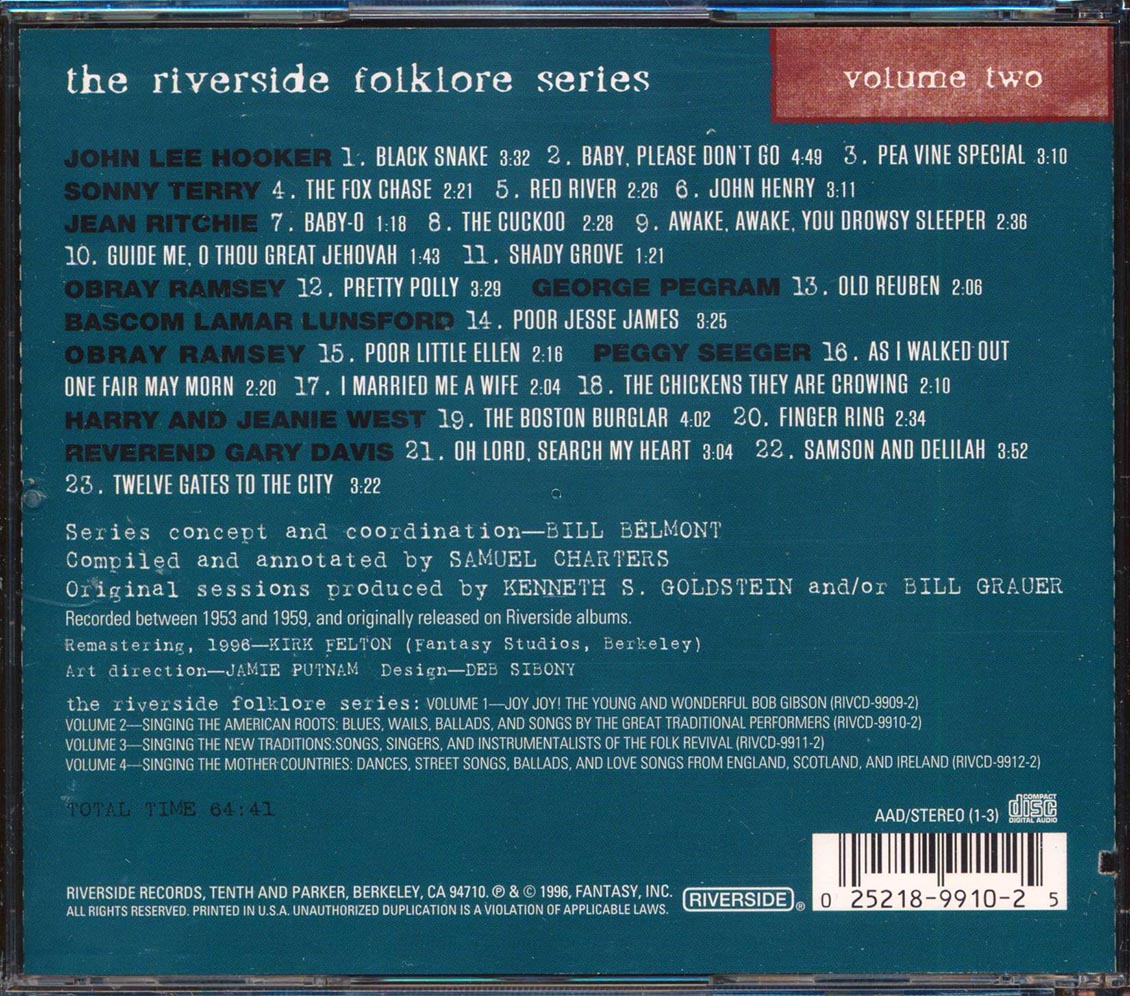 the riverside folklore series
volume two
JOHN LEE HOOKER 1. BLACK SNAKE 3:32 2. BABY, PLEASE DON'T GO 4:49 3. PEA VINE SPECIAL 3:10
SONNY TERRY 4. THE FOX CHASE 2:21 5. RED RIVER 2:26 6. JOHN HENRY 3:11
JEAN RITCHIE 7. BABY-O 1:18 8. THE CUCKOO 2:28 9. AWAKE, AWAKE, YOU DROWSY SLEEPER 2:36
10. GUIDE ME, O THOU GREAT JEHOVAH 1:43 11. SHADY GROVE 1:21
OBRAY RAMSEY 12. PRETTY POLLY 3:29 GEORGE PEGRAM 13. OLD REUBEN 2:06
BASCOM LAMAR LUNSFORD 14. POOR JESSE JAMES 3:25
OBRAY RAMSEY 15. POOR LITTLE ELLEN 2:16 PEGGY SEEGER 16. AS I WALKED OUT
ONE FAIR MAY MORN 2:20 17. I MARRIED ME A WIFE 2:04 18. THE CHICKENS THEY ARE CROWING 2:10
HARRY AND JEANIE WEST 19. THE BOSTON BURGLAR 4:02 20. FINGER RING 2:34
REVEREND GARY DAVIS 21. OH LORD, SEARCH MY HEART 3:04 22. SAMSON AND DELILAH 3:52
23. TWELVE GATES TO THE CITY 3:22
Series concept and coordination—BILL BELMONT
Compiled and annotated by SAMUEL CHARTERS
Original sessions produced by KENNETH S. GOLDSTEIN and/or BILL GRAUER
Recorded between 1953 and 1959, and originally released on Riverside albums.
Remastering, 1996—KIRK FELTON (Fantasy Studios, Berkeley)
Art direction—JAMIE PUTNAM Design—DEB SIBONY
the riverside folklore series: VOLUME 1—JOY JOY! THE YOUNG AND WONDERFUL BOB GIBSON (RIVCD-9909-2)
VOLUME 2—SINGING THE AMERICAN ROOTS: BLUES, WAILS, BALLADS, AND SONGS BY THE GREAT TRADITIONAL PERFORMERS (RIVCD-9910-2)
VOLUME 3—SINGING THE NEW TRADITIONS:SONGS, SINGERS, AND INSTRUMENTALISTS OF THE FOLK REVIVAL (RIVCD-9911-2)
VOLUME 4—SINGING THE MOTHER COUNTRIES: DANCES, STREET SONGS, BALLADS, AND LOVE SONGS FROM ENGLAND, SCOTLAND, AND IRELAND (RIVCD-9912-2)
TOTAL TIME 64:41
AAD/STEREO (1-3) COMPACT disc DIGITAL AUDIO
RIVERSIDE RECORDS, TENTH AND PARKER, BERKELEY, CA 94710. ℗ & © 1996, FANTASY, INC.
ALL RIGHTS RESERVED. PRINTED IN U.S.A. UNAUTHORIZED DUPLICATION IS A VIOLATION OF APPLICABLE LAWS.
RIVERSIDE®
0 25218-9910-2 5